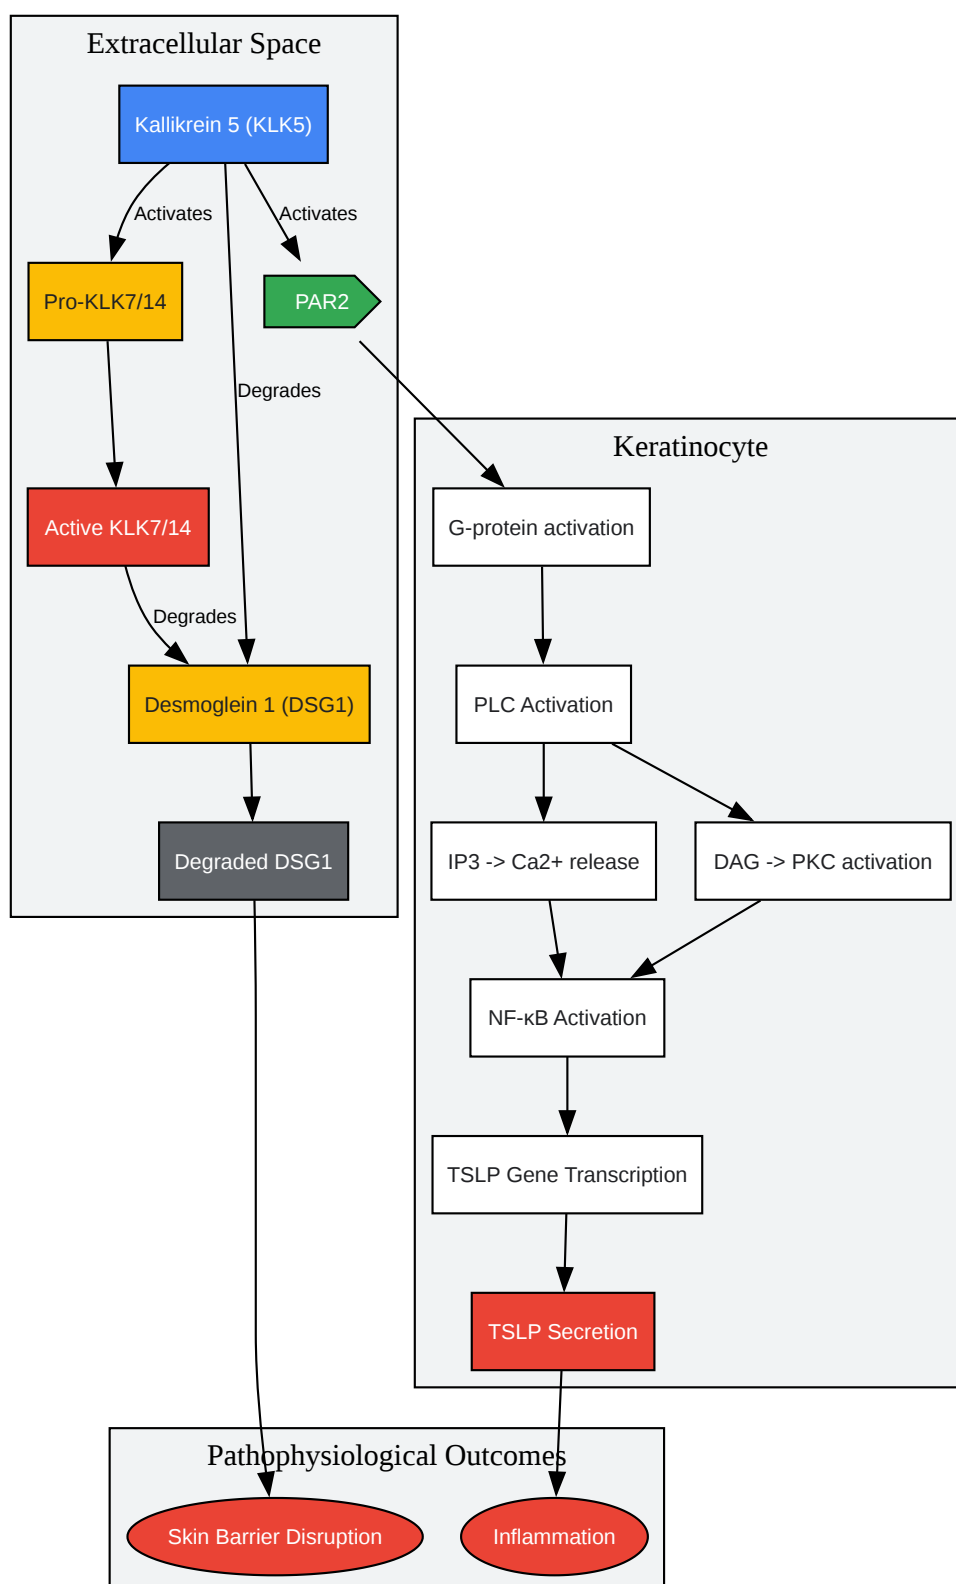 Extracellular Space
Kallikrein 5 (KLK5)
Activates
Activates
Pro-KLK7/14
PAR2
Degrades
Keratinocyte
Active KLK7/14
G-protein activation
Degrades
Desmoglein 1 (DSG1)
PLC Activation
Degraded DSG1
IP3 -> Ca2+ release
DAG -> PKC activation
NF-κB Activation
TSLP Gene Transcription
TSLP Secretion
Pathophysiological Outcomes
Skin Barrier Disruption
Inflammation